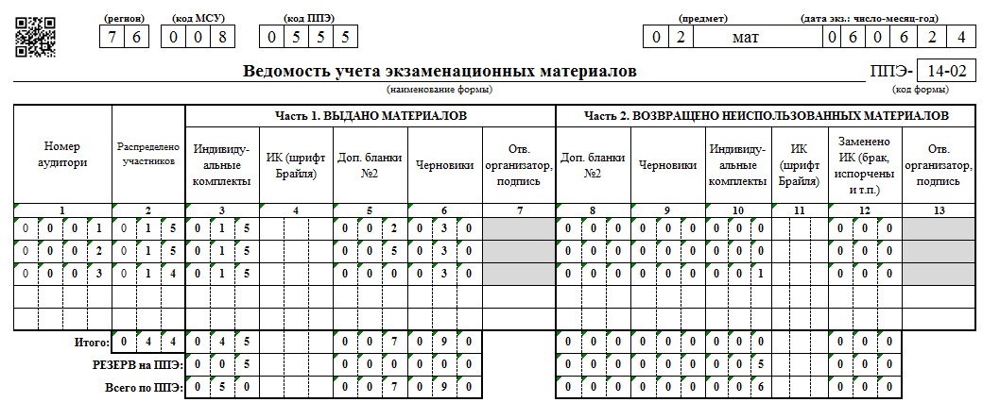 (регион) (код МСУ) (код ППЭ) (предмет) (дата экз.: число-месяц-год)
7 6 0 0 8 0 5 5 5 0 2 мат 0 6 0 6 2 4
Ведомость учета экзаменационных материалов ППЭ- 14-02
(наименование формы) (код формы)
Номер аудитори Распределено участников Часть 1. ВЫДАНО МАТЕРИАЛОВ Часть 2. ВОЗВРАЩЕНО НЕИСПОЛЬЗОВАННЫХ МАТЕРИАЛОВ
Индивиду-альные комплекты ИК (шрифт Брайля) Доп. бланки №2 Черновики Отв. организатор, подпись Доп. бланки №2 Черновики Индивиду-альные комплекты ИК (шрифт Брайля) Заменено ИК (брак, испорчены и т.п.) Отв. организатор, подпись
1 2 3 4 5 6 7 8 9 10 11 12 13
0 0 0 1 0 1 5 0 1 5 0 0 2 0 3 0 0 0 0 0 0 0 0 0 0 0 0 0
0 0 0 2 0 1 5 0 1 5 0 0 5 0 3 0 0 0 0 0 0 0 0 0 0 0 0 0
0 0 0 3 0 1 4 0 1 5 0 0 0 0 3 0 0 0 0 0 0 0 0 0 1 0 0 0
Итого: 0 4 4 0 4 5 0 0 7 0 9 0 0 0 0 0 0 0 0 0 0 0 0 0
РЕЗЕРВ на ППЭ: 0 0 5 0 0 0 0 0 0 0 0 0 0 0 0 0 0 5 0 0 0
Всего по ППЭ: 0 5 0 0 0 7 0 9 0 0 0 0 0 0 0 0 0 6 0 0 0